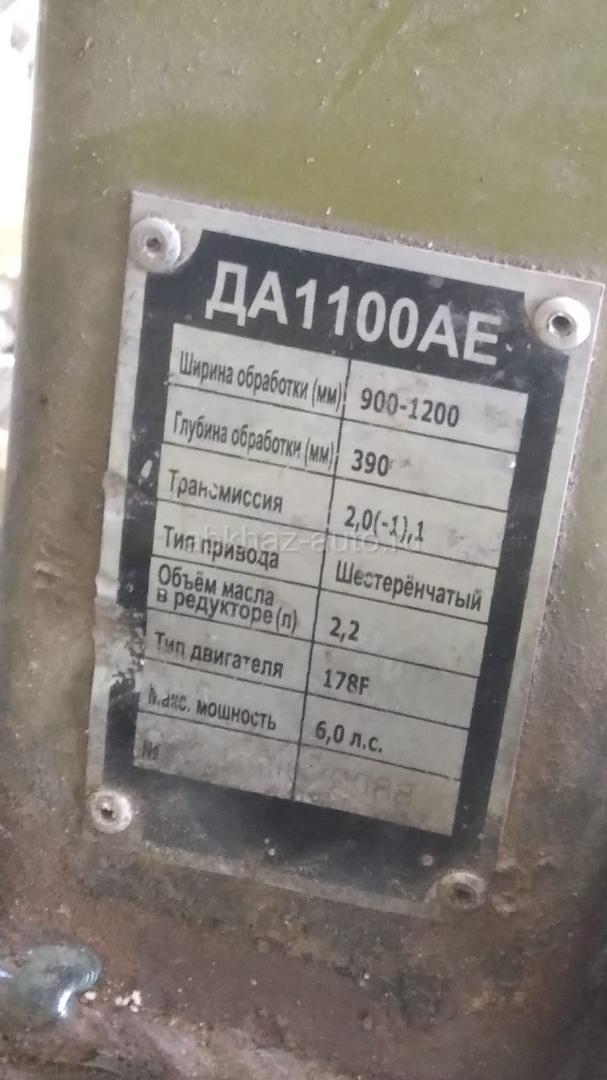 ДА1100АЕ
Ширина обработки (мм) 900-1200
Глубина обработки (мм) 390
Трансмиссия 2,0(-1),1
Тип привода Шестерёнчатый
Объём масла
в редукторе(л) 2,2
Тип двигателя 178F
Макс. мощность 6,0 л.с.
№